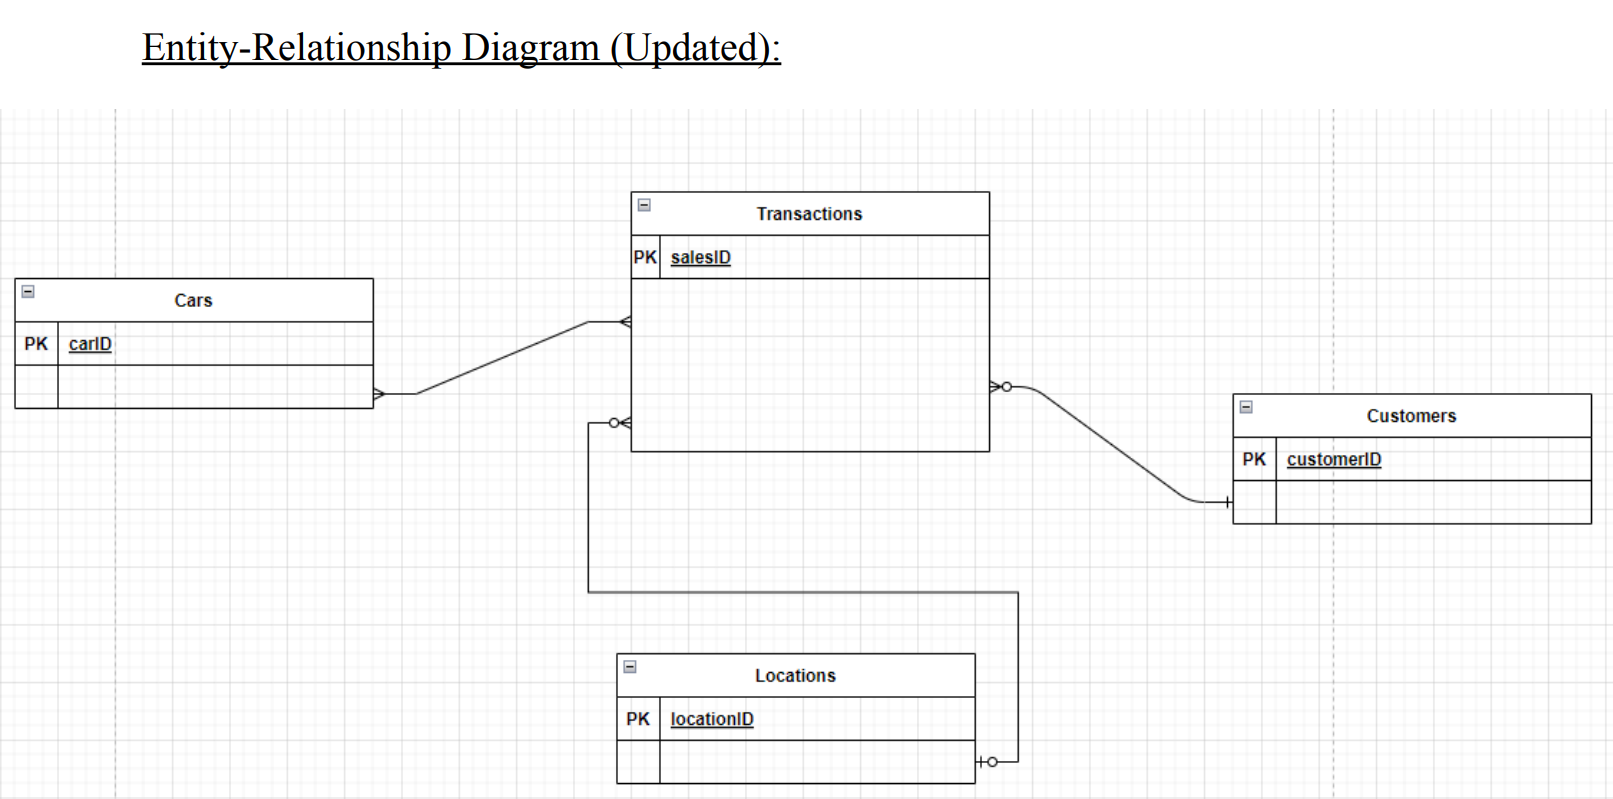 Entity-Relationship Diagram (Updated):
Transactions
PK salesID
Cars
PK carID
Customers
PK customerID
Locations
PK locationID